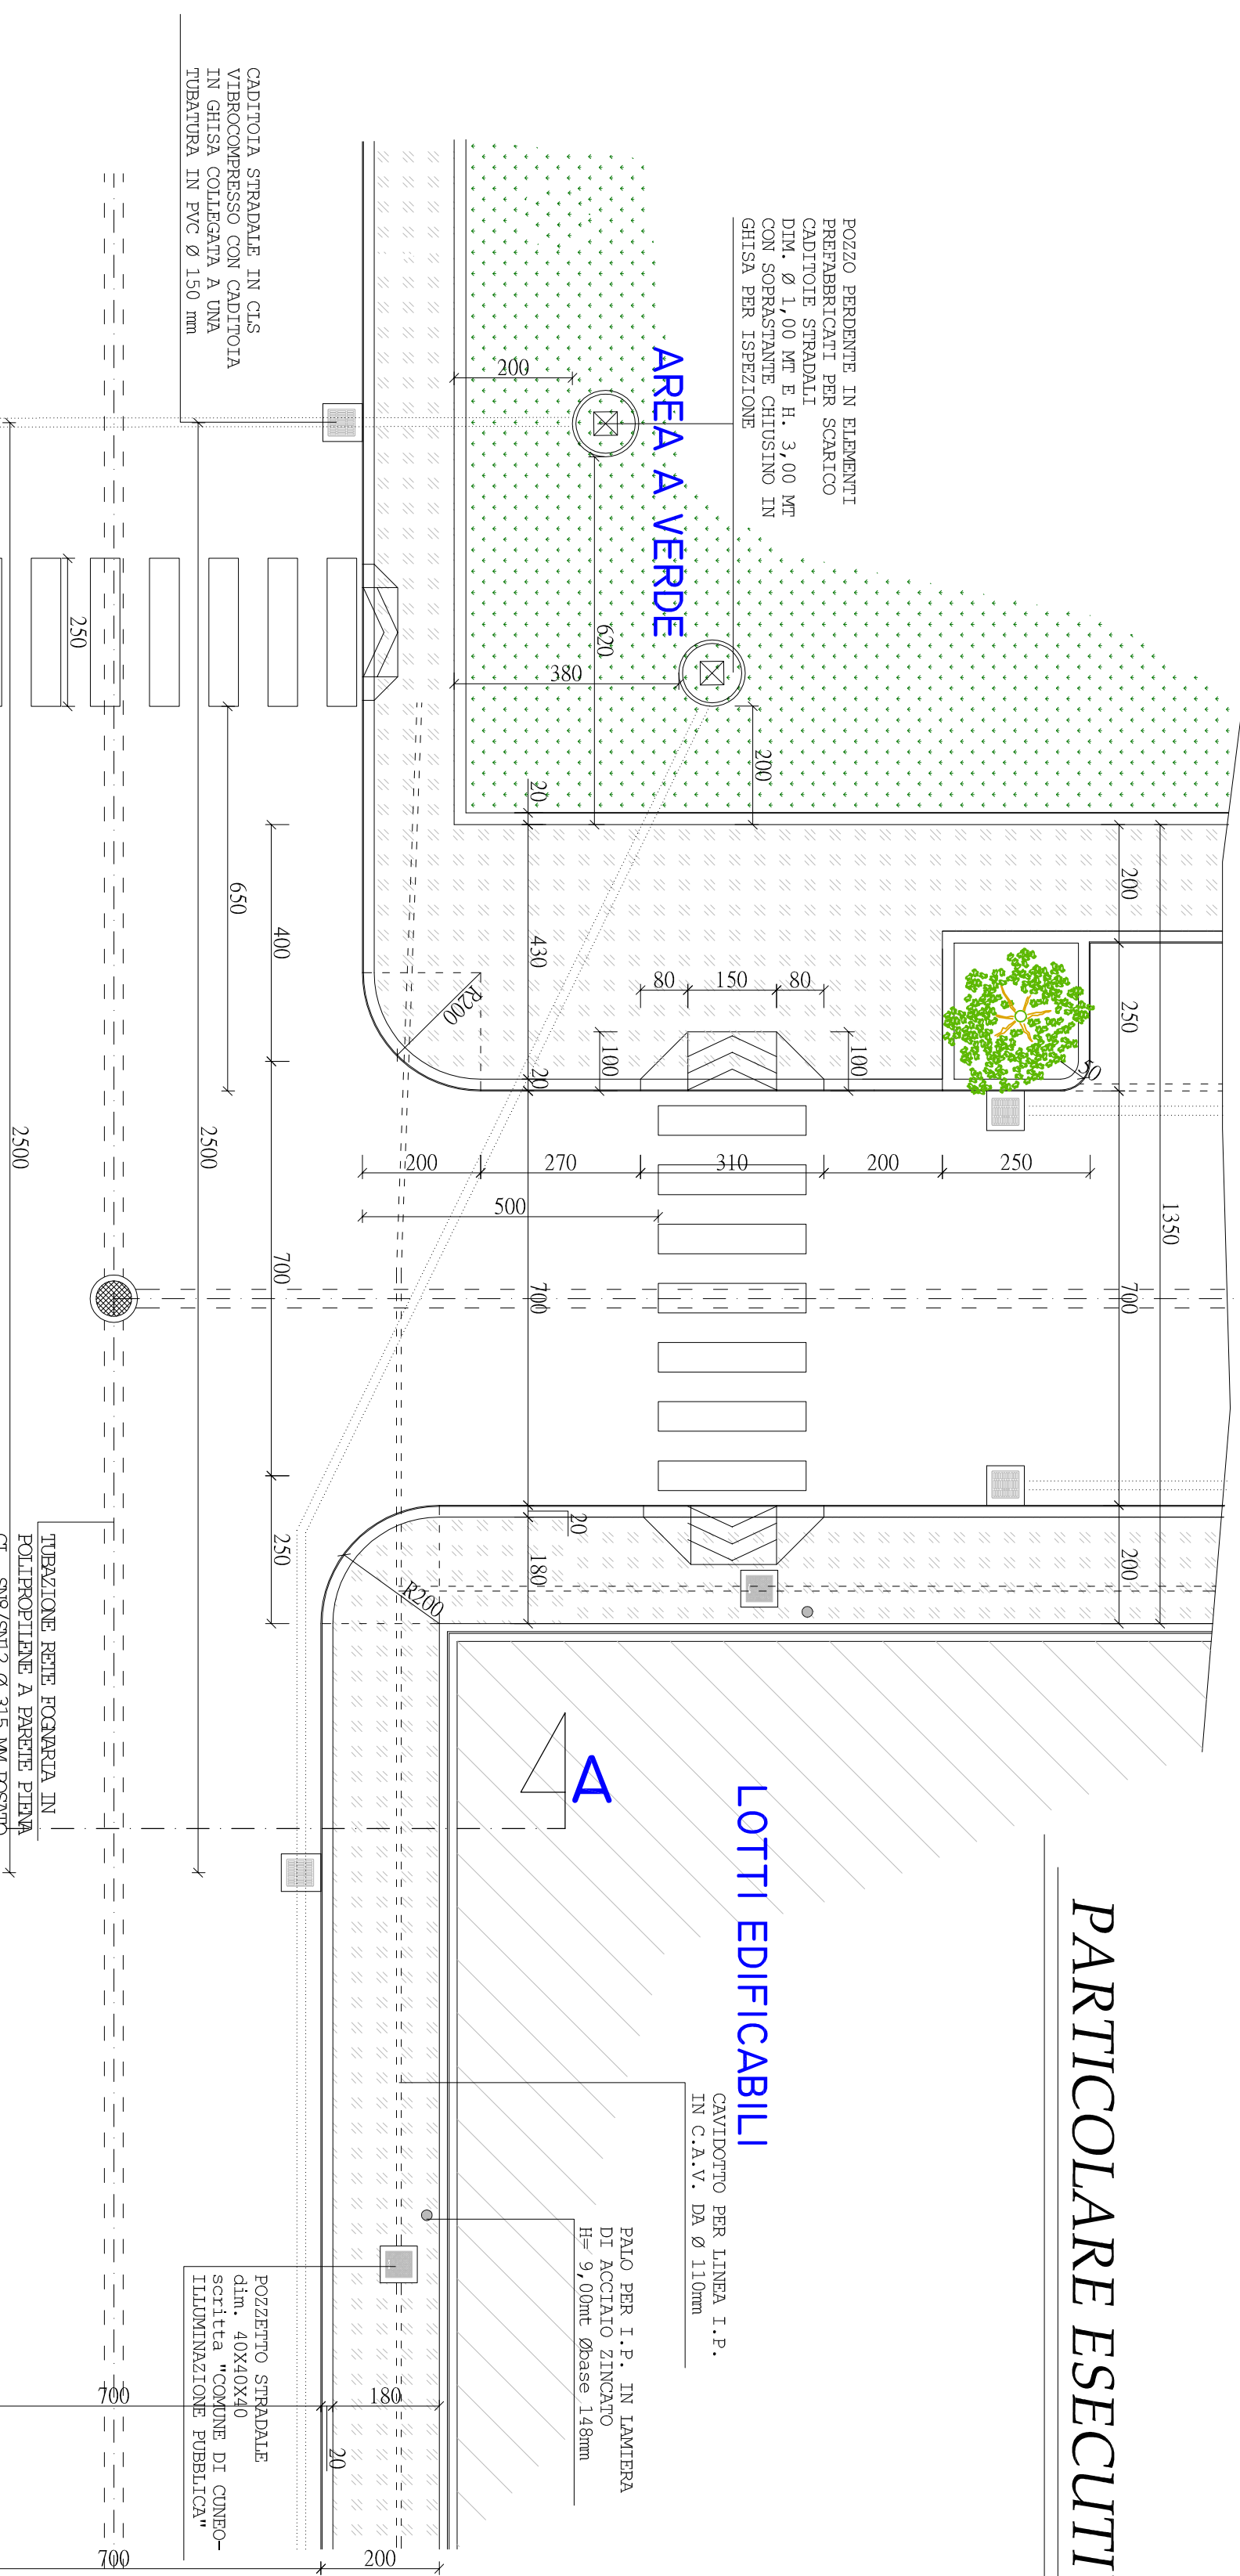 PARTICOLARE ESECUTI
POZZO PERDENTE IN ELEMENTI
PREFABBRICATI PER SCARICO
CADITOIE STRADALI
DIM. Ø 1,00 MT E H. 3,00 MT
CON SOPRASTANTE CHIUSINO IN
GHISA PER ISPEZIONE
AREA A VERDE
LOTTI EDIFICABILI
A
CAVIDOTTO PER LINEA I.P.
IN C.A.V. DA Ø 110mm
PALO PER I.P. IN LAMIERA
DI ACCIAIO ZINCATO
H= 9,00mt Øbase 148mm
POZZETTO STRADALE
dim. 40X40X40
scritta "COMUNE DI CUNEO-
ILLUMINAZIONE PUBBLICA"
CADITOIA STRADALE IN CLS
VIBROCOMPRESSO CON CADITOIA
IN GHISA COLLEGATA A UNA
TUBATURA IN PVC Ø 150 mm
TUBAZIONE RETE FOGNARIA IN
POLIPROPILENE A PARETE PIENA
CL. SN8/SN12 Ø 315 MM POSATO
1350
200
250
700
200
50
200
380
620
200
20
430
20
700
20
180
80
150
80
100
100
200
270
310
200
250
500
R200
R200
400
700
250
650
250
2500
2500
180
20
700
200
700